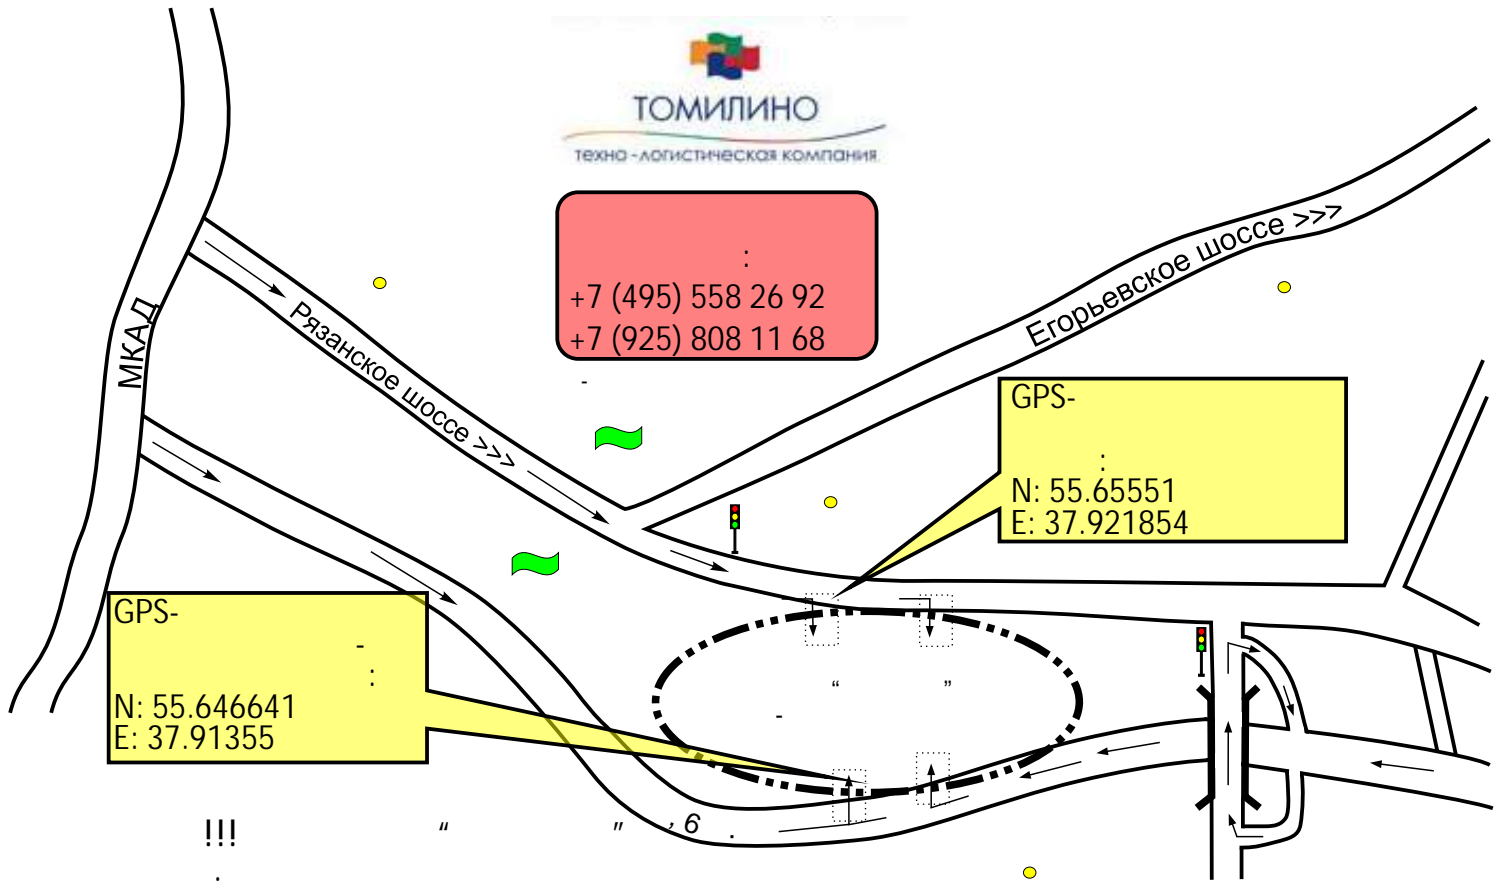 ТОМИЛИНО
техно-логистическая компания
:
+7 (495) 558 26 92
+7 (925) 808 11 68
-
Егорьевское шоссе >>>
МКАД
Рязанское шоссе >>>
GPS-
:
N: 55.65551
E: 37.921854
GPS-
-
:
N: 55.646641
E: 37.91355
“ ”
-
!!! “ ” , 6 .
.